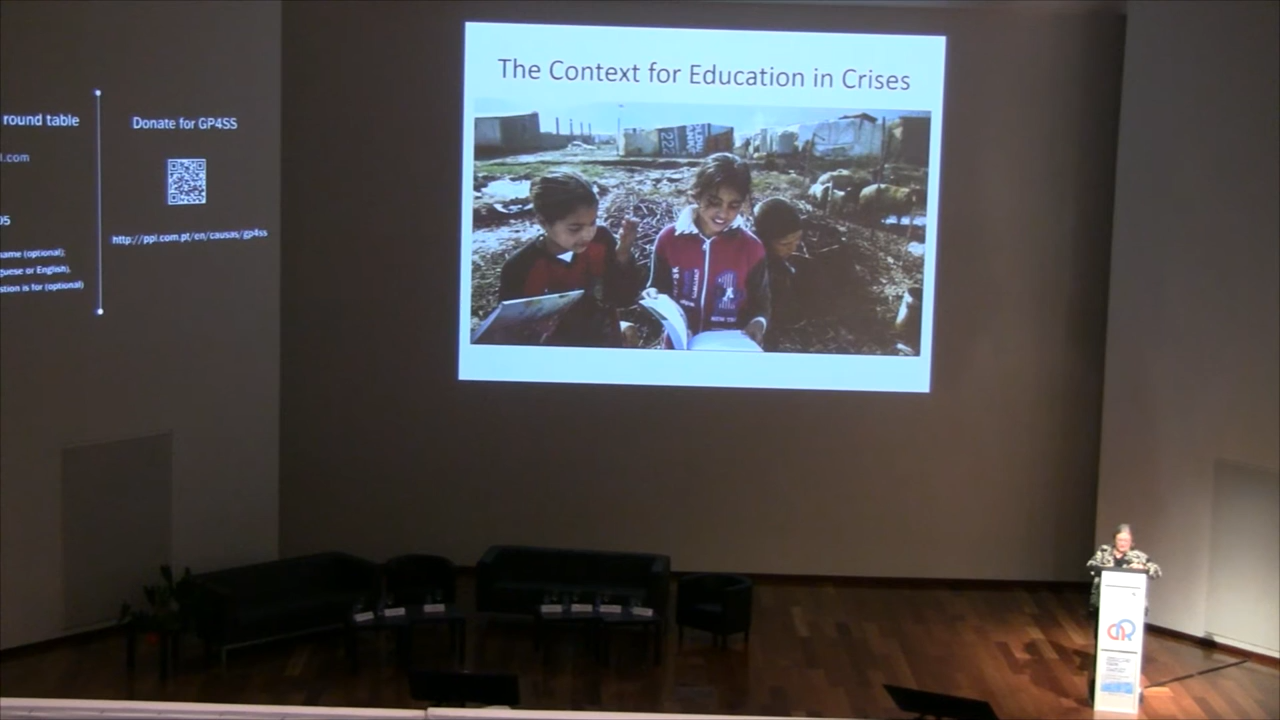 The Context for Education in Crises
round table
l.com
05
name (optional);
guese or English),
stion is for (optional)
Donate for GP4SS
http://ppl.com.pt/en/causas/gp4ss